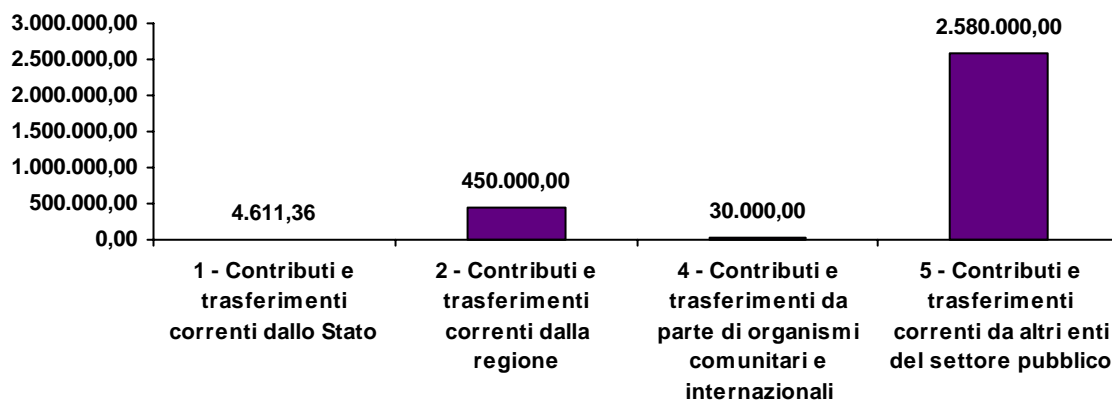 3.000.000,00
2.500.000,00
2.000.000,00
1.500.000,00
1.000.000,00
500.000,00
0,00
4.611,36
450.000,00
30.000,00
2.580.000,00
1 - Contributi e
trasferimenti
correnti dallo Stato
2 - Contributi e
trasferimenti
correnti dalla
regione
4 - Contributi e
trasferimenti da
parte di organismi
comunitari e
internazionali
5 - Contributi e
trasferimenti
correnti da altri enti
del settore pubblico